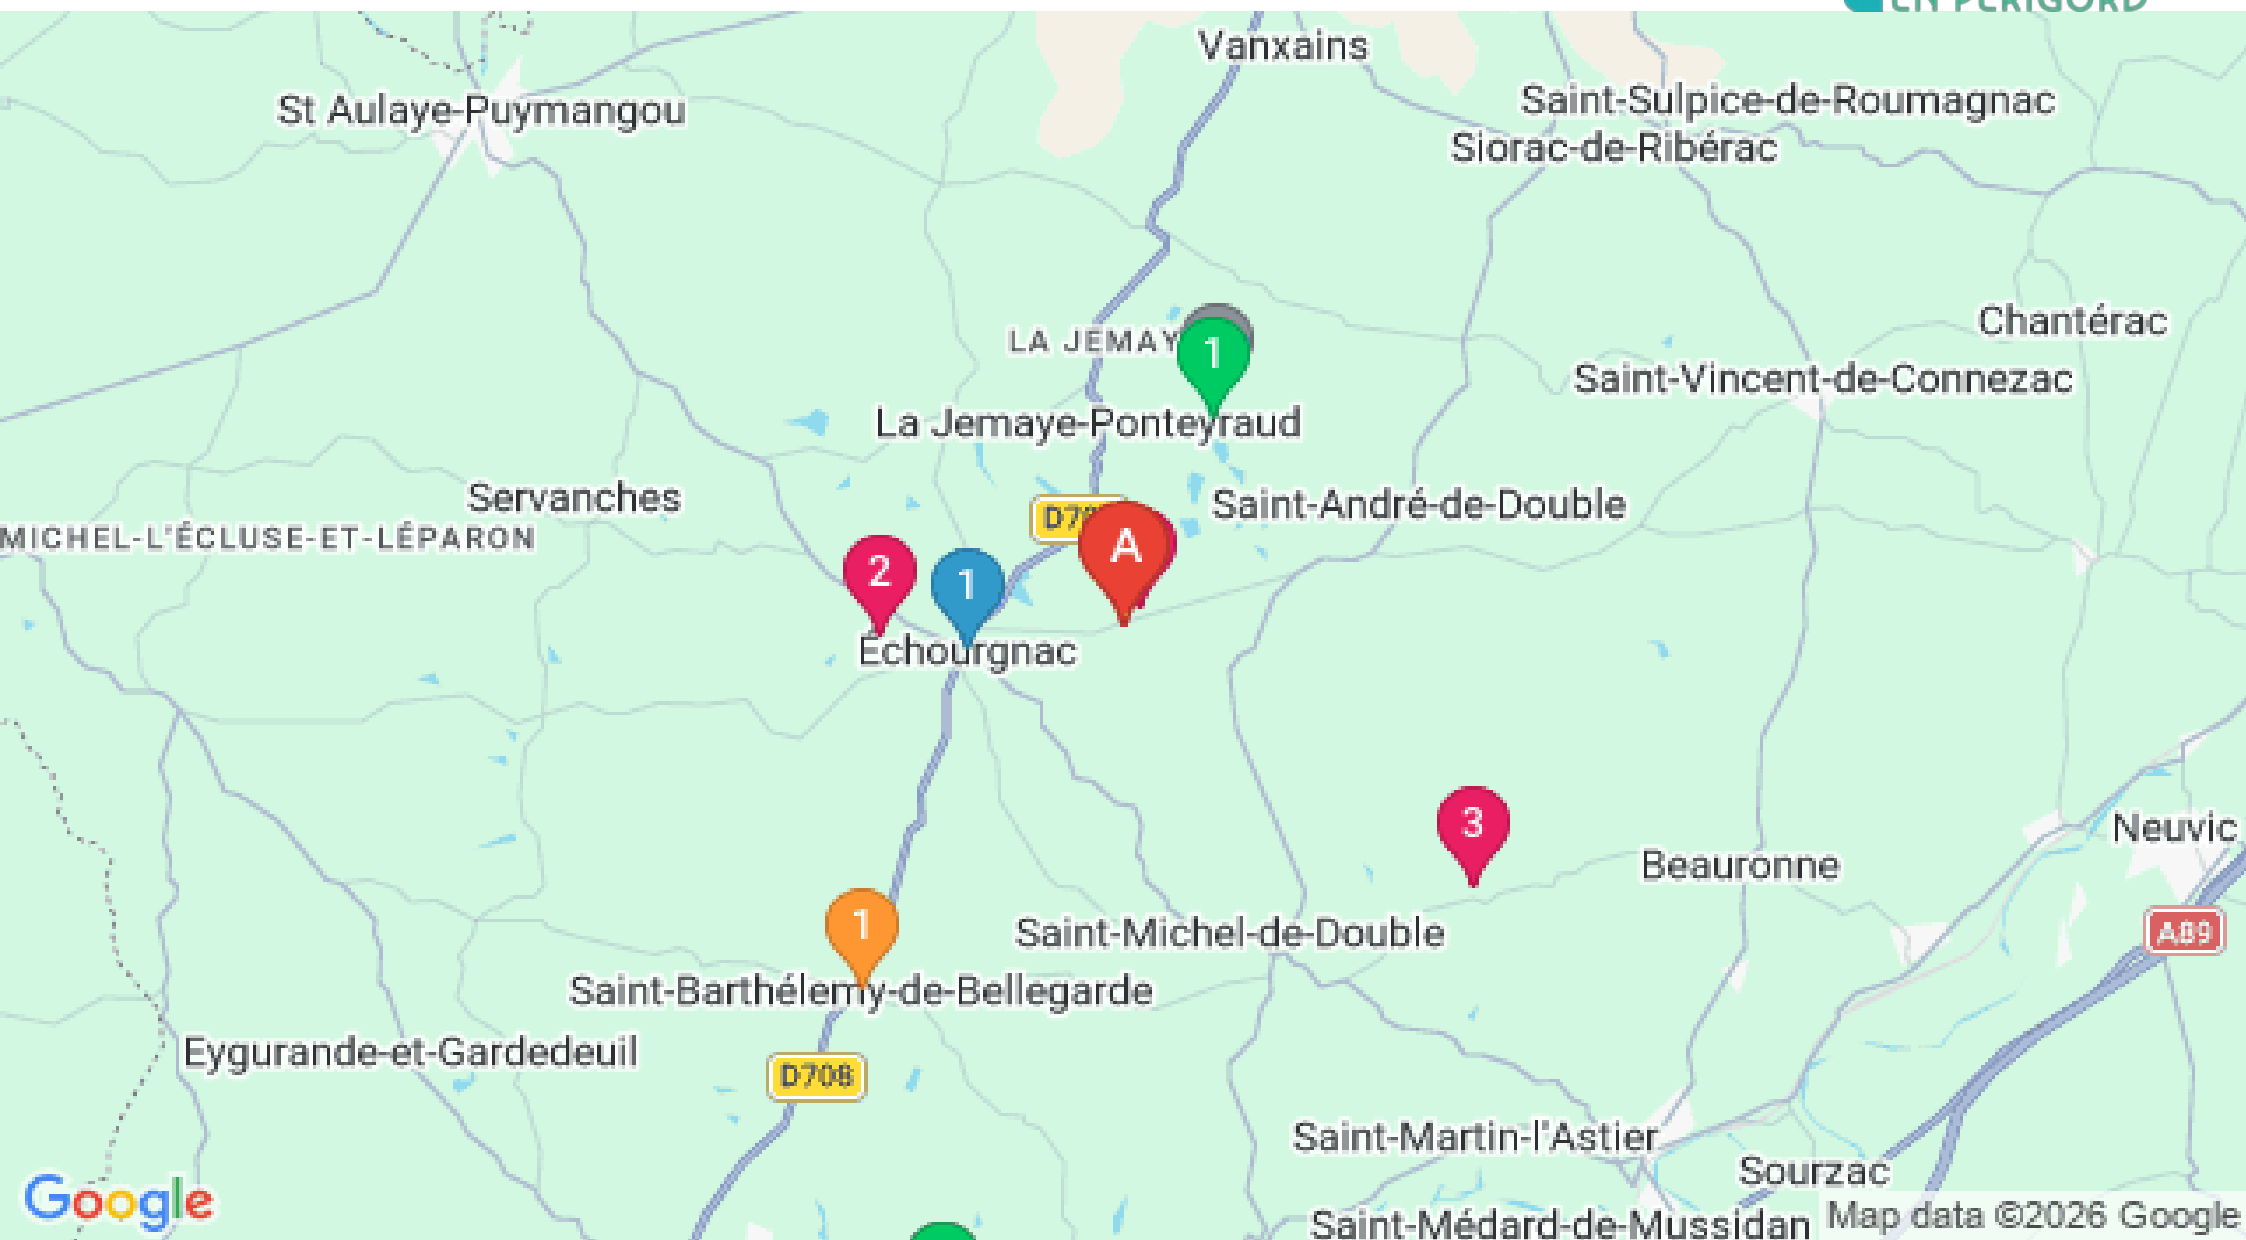 EN PÉRIGORD
Vanxains
St Aulaye-Puymangou
Saint-Sulpice-de-Roumagnac
Siorac-de-Ribérac
Chantérac
LA JEMAY
1
Saint-Vincent-de-Connezac
La Jemaye-Ponteyraud
Servanches
Saint-André-de-Double
MICHEL-L'ÉCLUSE-ET-LÉPARON
A
2
1
Échourgnac
3
Neuvic
Beauronne
1
Saint-Michel-de-Double
A89
Saint-Barthélemy-de-Bellegarde
Eygurande-et-Gardedeuil
D708
Saint-Martin-l'Astier
Sourzac
Google
Saint-Médard-de-Mussidan
Map data ©2026 Google